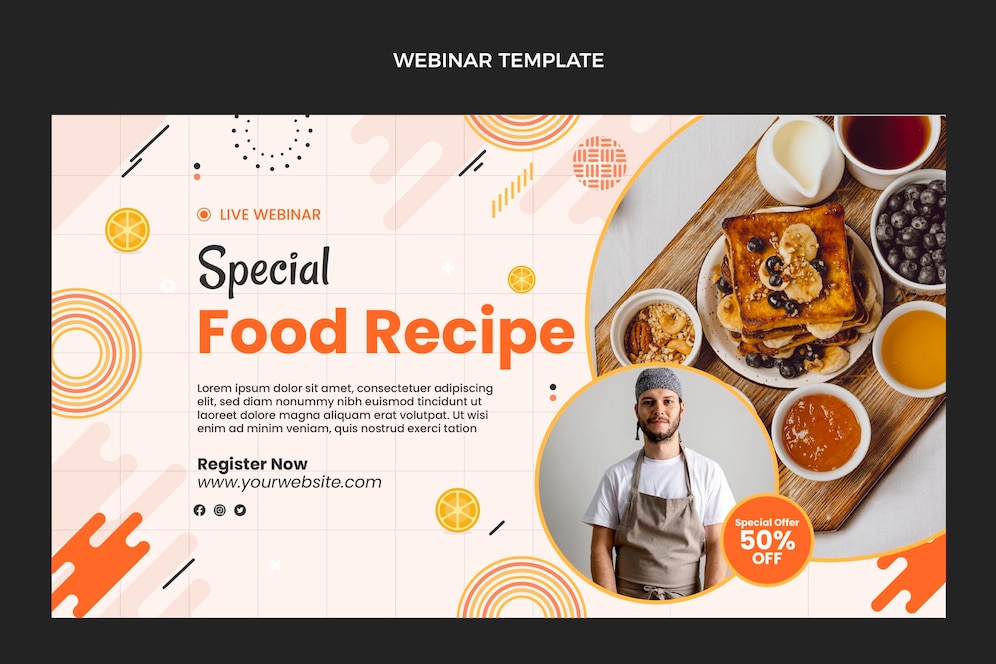 WEBINAR TEMPLATE
LIVE WEBINAR
Special
Food Recipe
Lorem ipsum dolor sit amet, consectetuer adipiscing
elit, sed diam nonummy nibh euismod tincidunt ut
laoreet dolore magna aliquam erat volutpat. Ut wisi
enim ad minim veniam, quis nostrud exerci tation
Register Now
www.yourwebsite.com
Special Offer
50%
OFF